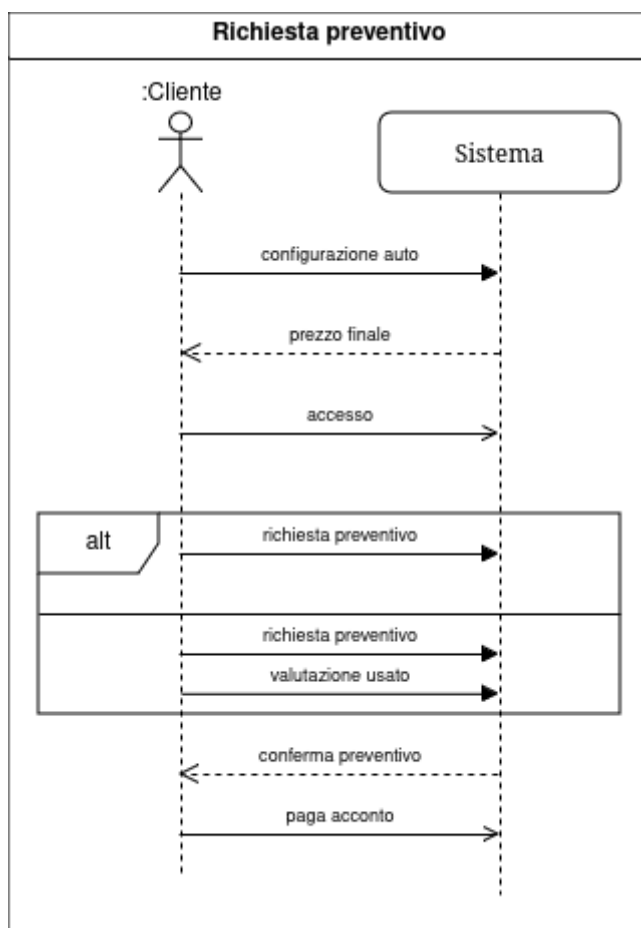 Richiesta preventivo
:Cliente
Sistema
configurazione auto
prezzo finale
accesso
alt
richiesta preventivo
richiesta preventivo
valutazione usato
conferma preventivo
paga acconto